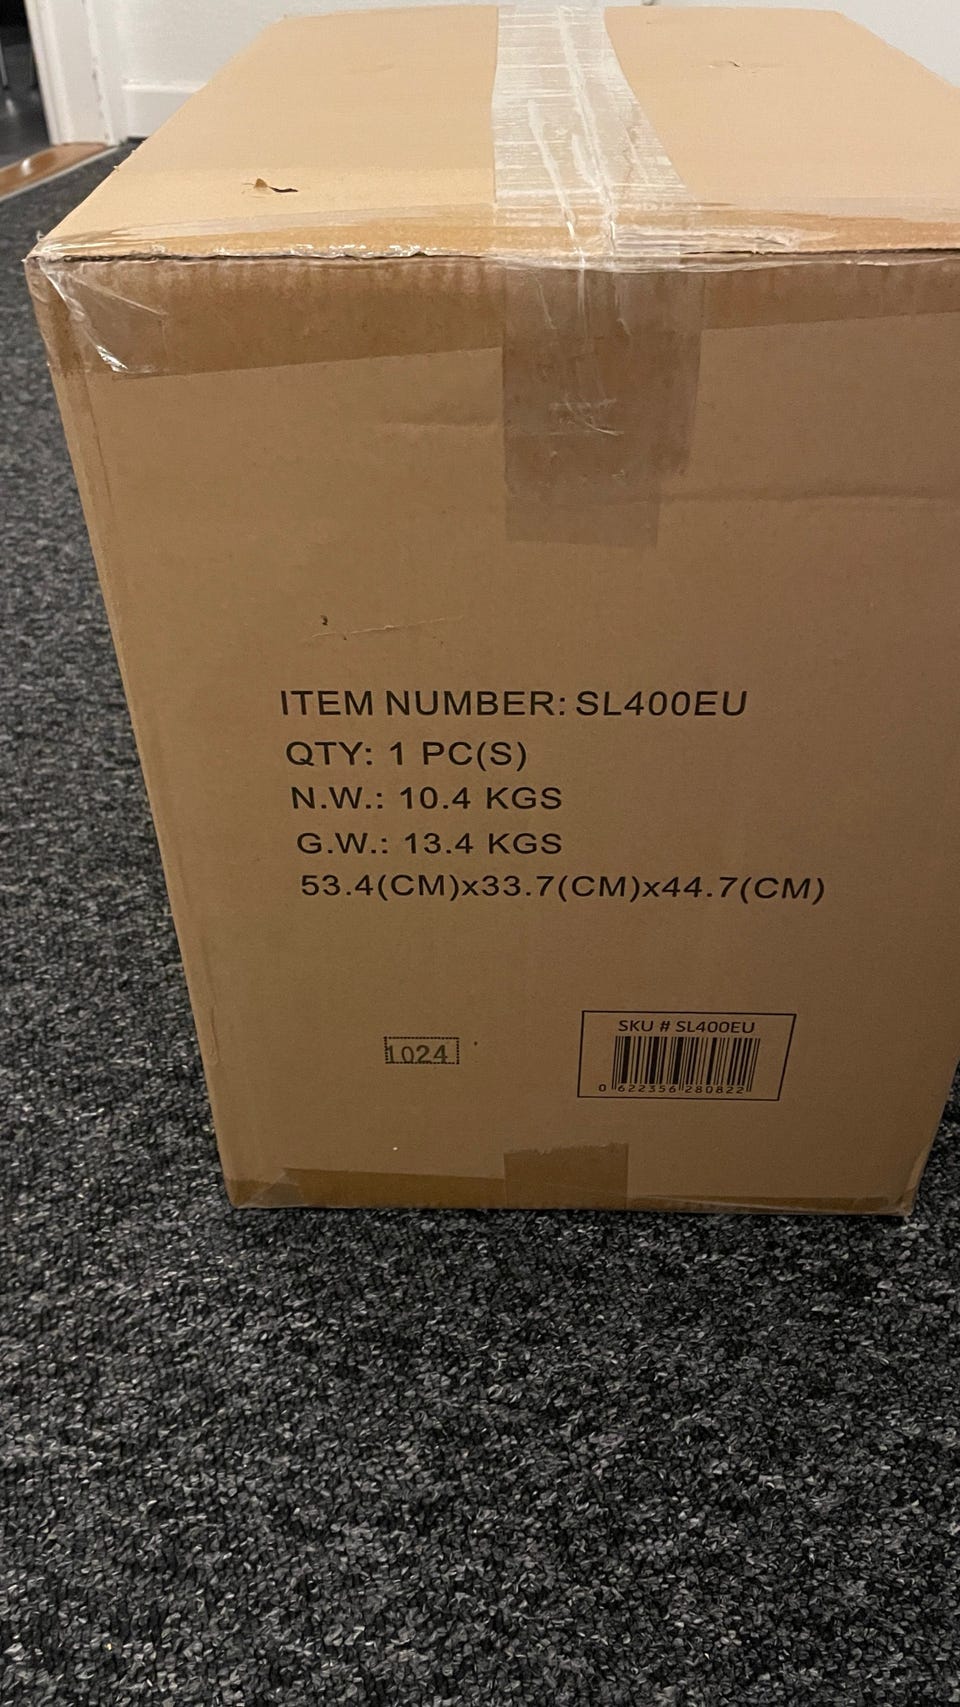 ITEM NUMBER: SL400EU
QTY: 1 PC(S)
N.W.: 10.4 KGS
G.W.: 13.4 KGS
53.4(CM)x33.7(CM)x44.7(CM)
1024
SKU # SL400EU
0 622356 280822